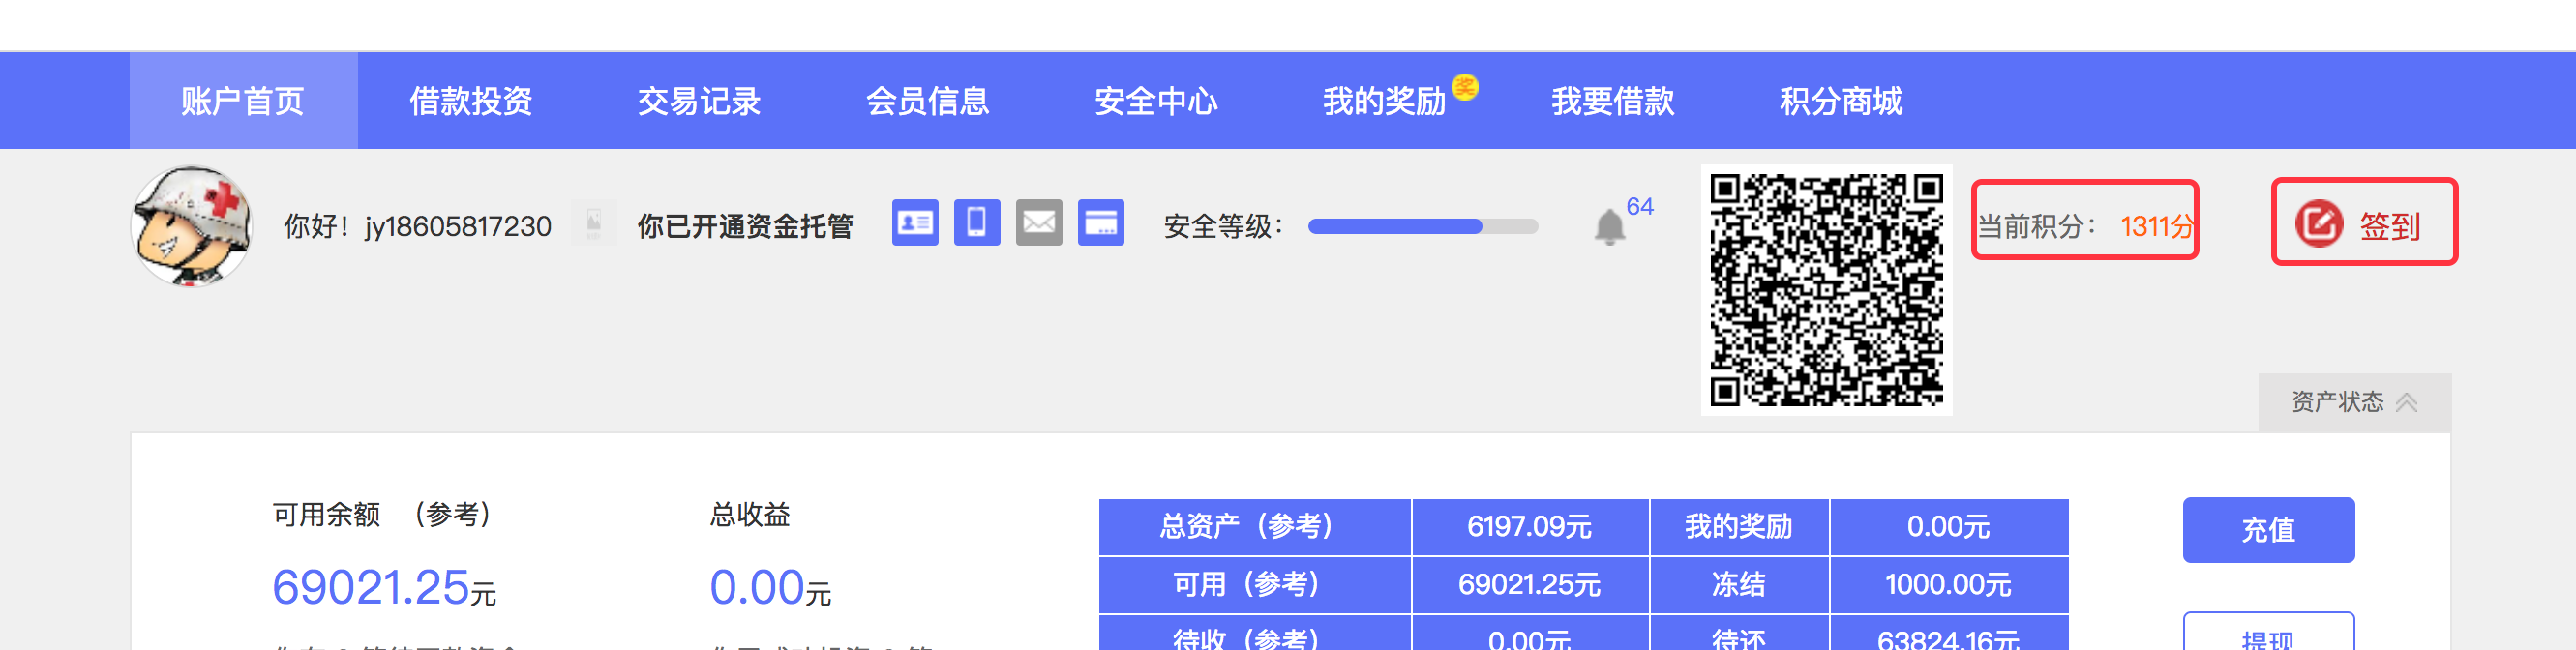 账户首页 借款投资 交易记录 会员信息 安全中心 我的奖励 奖 我要借款 积分商城
你好！jy18605817230 你已开通资金托管 安全等级： 64 当前积分： 1311分 签到
资产状态
可用余额 （参考） 总收益
69021.25元 0.00元
总资产（参考） 6197.09元 我的奖励 0.00元 充值
可用（参考） 69021.25元 冻结 1000.00元
待收（参考） 0.00元 待还 63824.16元 提现